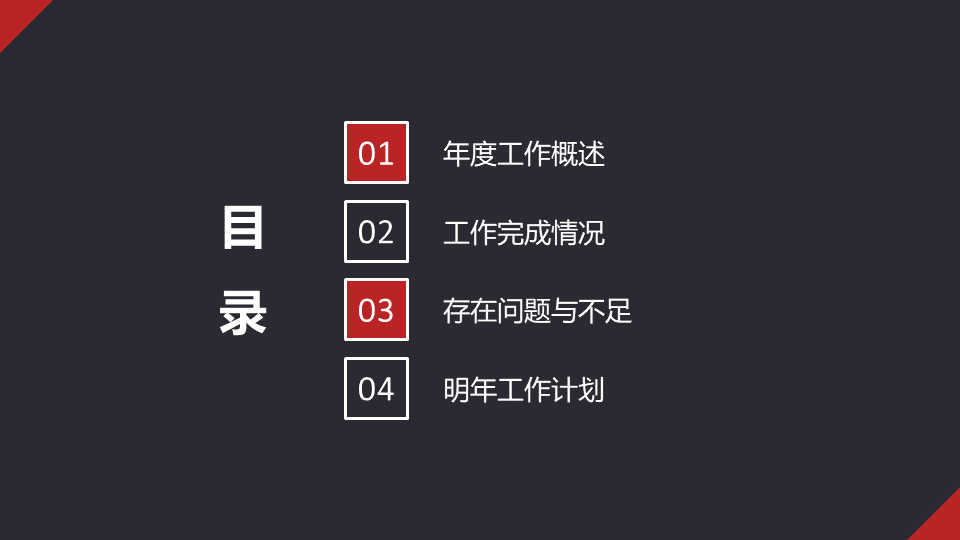 目
录
01 年度工作概述
02 工作完成情况
03 存在问题与不足
04 明年工作计划